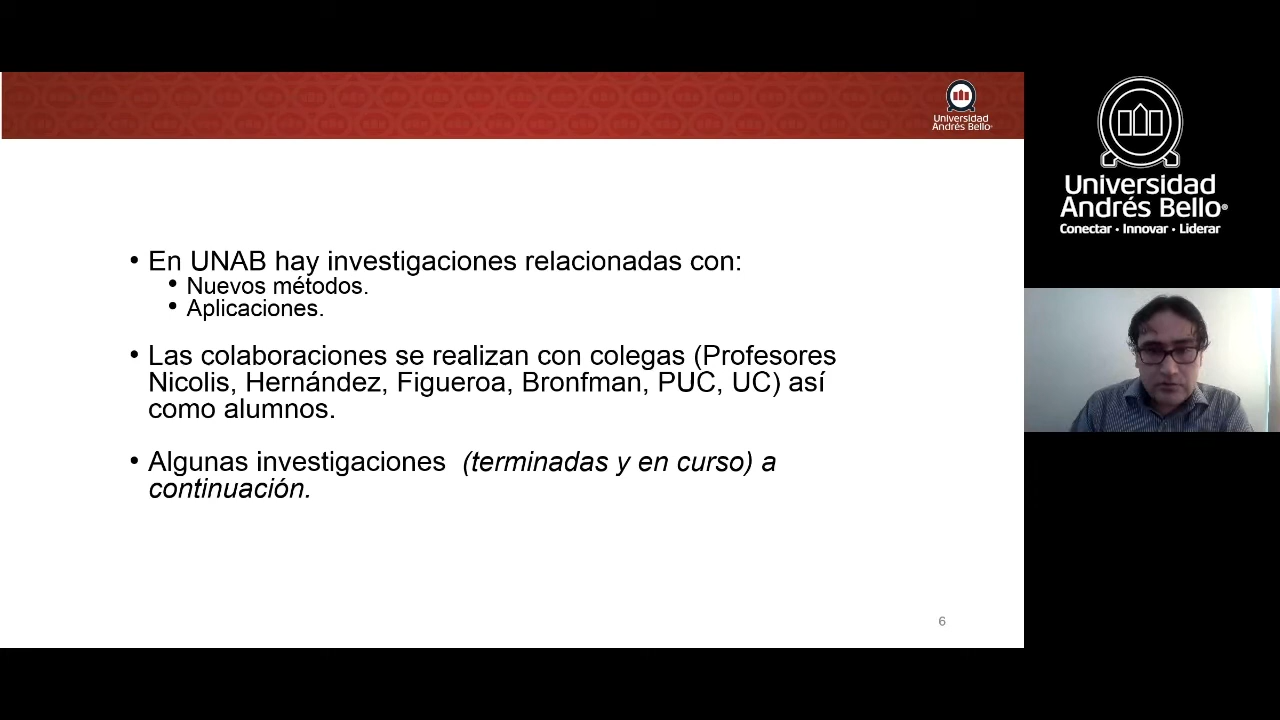 Universidad
Andrés Bello
• En UNAB hay investigaciones relacionadas con:
• Nuevos métodos.
• Aplicaciones.
• Las colaboraciones se realizan con colegas (Profesores
Nicolis, Hernández, Figueroa, Bronfman, PUC, UC) así
como alumnos.
• Algunas investigaciones (terminadas y en curso) a
continuación.
6
Universidad
Andrés Bello®
Conectar • Innovar • Liderar